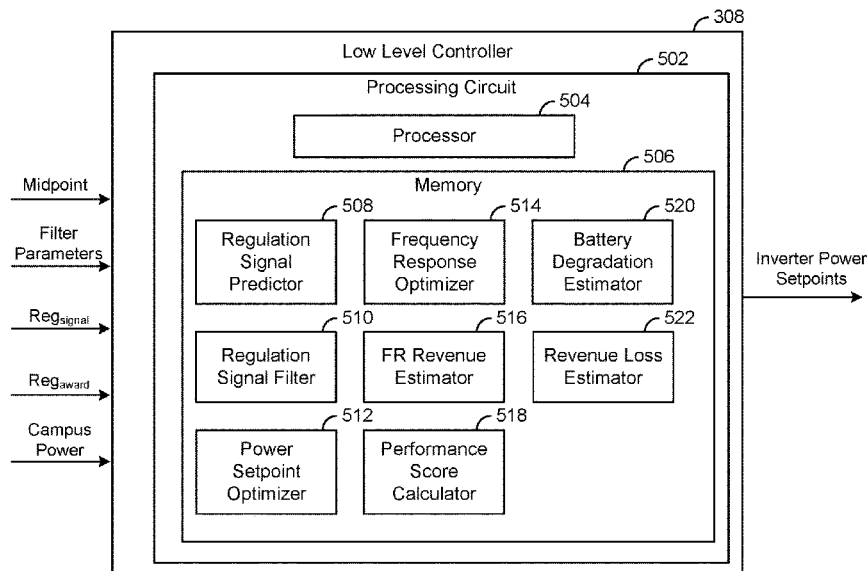 308
Low Level Controller
502
Processing Circuit
504
Processor
506
Memory
Midpoint
Filter
Parameters
Regsignal
Regaward
Campus
Power
508
Regulation
Signal
Predictor
514
Frequency
Response
Optimizer
520
Battery
Degradation
Estimator
510
Regulation
Signal Filter
516
FR Revenue
Estimator
522
Revenue Loss
Estimator
512
Power
Setpoint
Optimizer
518
Performance
Score
Calculator
Inverter Power
Setpoints